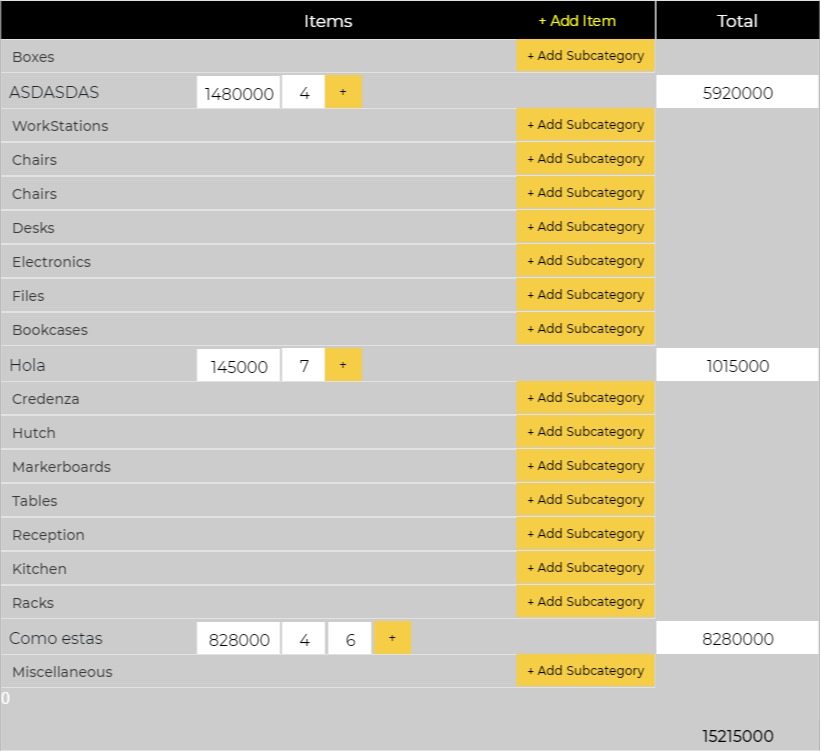 Items + Add Item Total
Boxes + Add Subcategory
ASDASDAS 1480000 4 + 5920000
WorkStations + Add Subcategory
Chairs + Add Subcategory
Chairs + Add Subcategory
Desks + Add Subcategory
Electronics + Add Subcategory
Files + Add Subcategory
Bookcases + Add Subcategory
Hola 145000 7 + 1015000
Credenza + Add Subcategory
Hutch + Add Subcategory
Markerboards + Add Subcategory
Tables + Add Subcategory
Reception + Add Subcategory
Kitchen + Add Subcategory
Racks + Add Subcategory
Como estas 828000 4 6 + 8280000
Miscellaneous + Add Subcategory
0
15215000